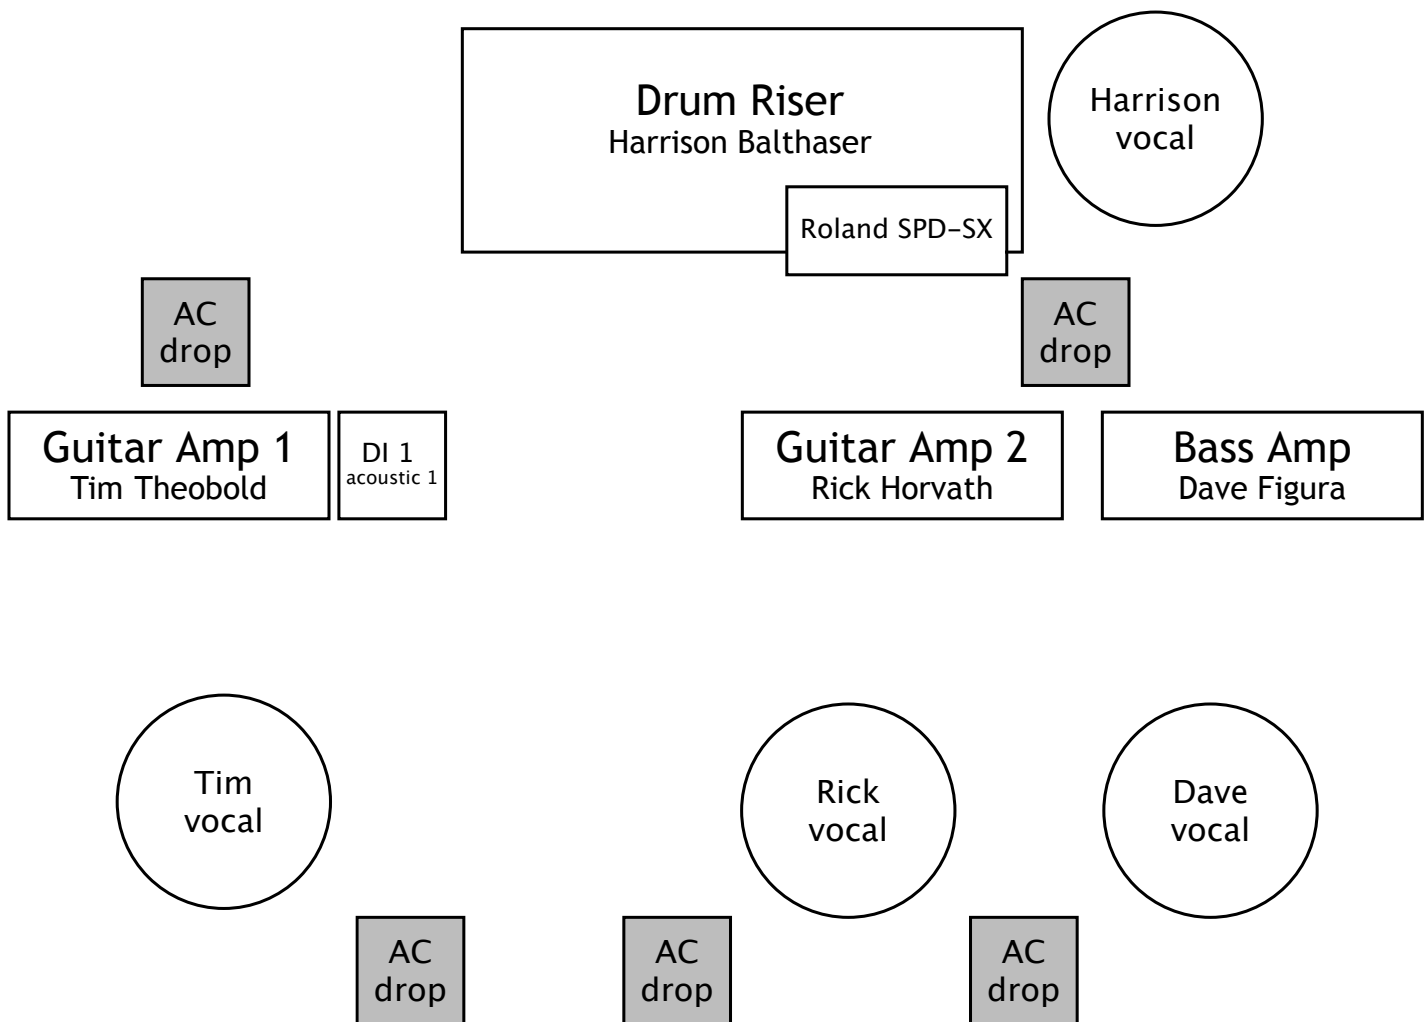 Drum Riser
Harrison Balthaser
Harrison
vocal
Roland SPD-SX
AC
drop
AC
drop
Guitar Amp 1
Tim Theobold
DI 1
acoustic 1
Guitar Amp 2
Rick Horvath
Bass Amp
Dave Figura
Tim
vocal
Rick
vocal
Dave
vocal
AC
drop
AC
drop
AC
drop